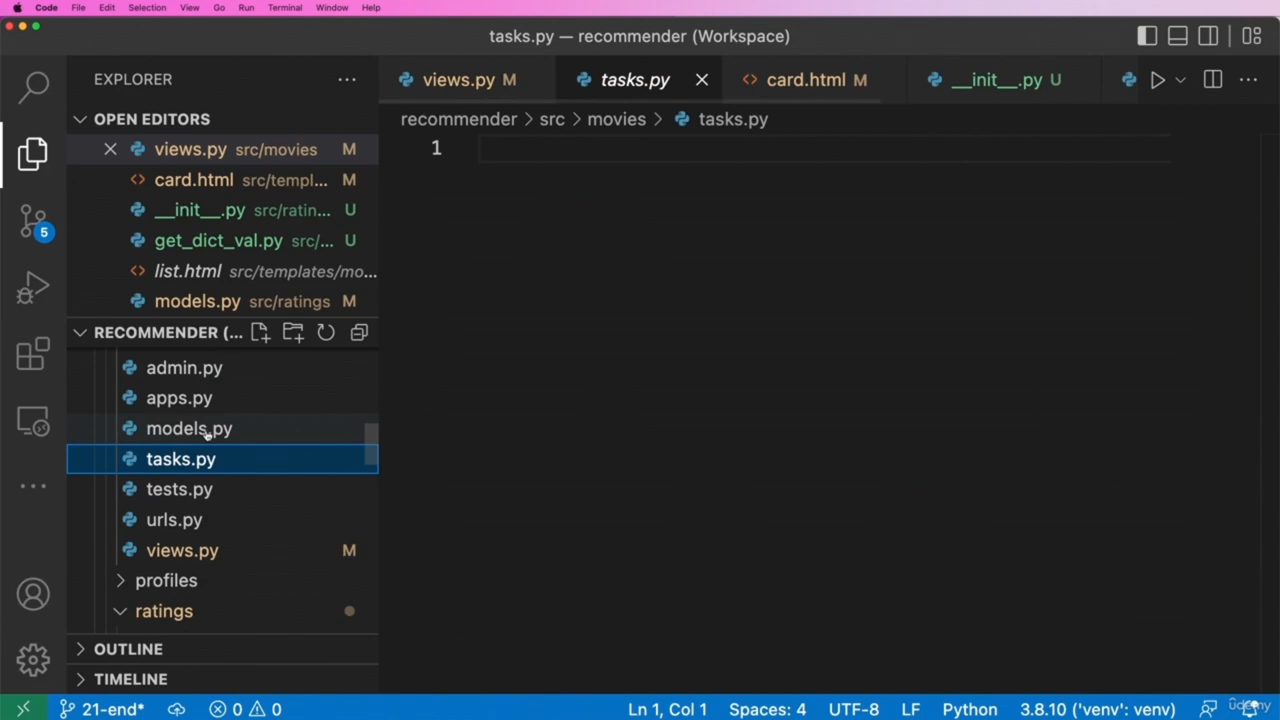 Code File Edit Selection View Go Run Terminal Window Help
tasks.py — recommender (Workspace)
EXPLORER
views.py M
tasks.py
card.html M
__init__.py U
OPEN EDITORS
recommender > src > movies > tasks.py
views.py src/movies M
1
card.html src/templ... M
__init__.py src/ratin... U
5
get_dict_val.py src/... U
list.html src/templates/mo...
models.py src/ratings M
RECOMMENDER (...
admin.py
apps.py
models.py
tasks.py
tests.py
urls.py
views.py M
profiles
ratings
OUTLINE
TIMELINE
21-end* 0 0 Ln 1, Col 1 Spaces: 4 UTF-8 LF Python 3.8.10 ('venv': venv)
ûdemy